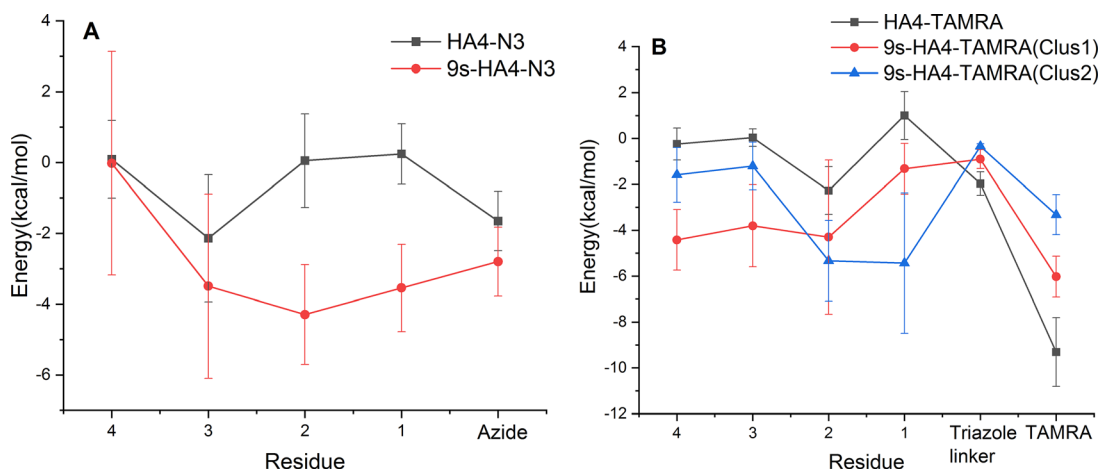 A
HA4-N3
9s-HA4-N3
4
2
0
-2
-4
-6
Energy(kcal/mol)
4
3
2
1
Azide
Residue
B
HA4-TAMRA
9s-HA4-TAMRA(Clus1)
9s-HA4-TAMRA(Clus2)
4
2
0
-2
-4
-6
-8
-10
-12
Energy(kcal/mol)
4
3
2
1
Triazole
linker
TAMRA
Residue